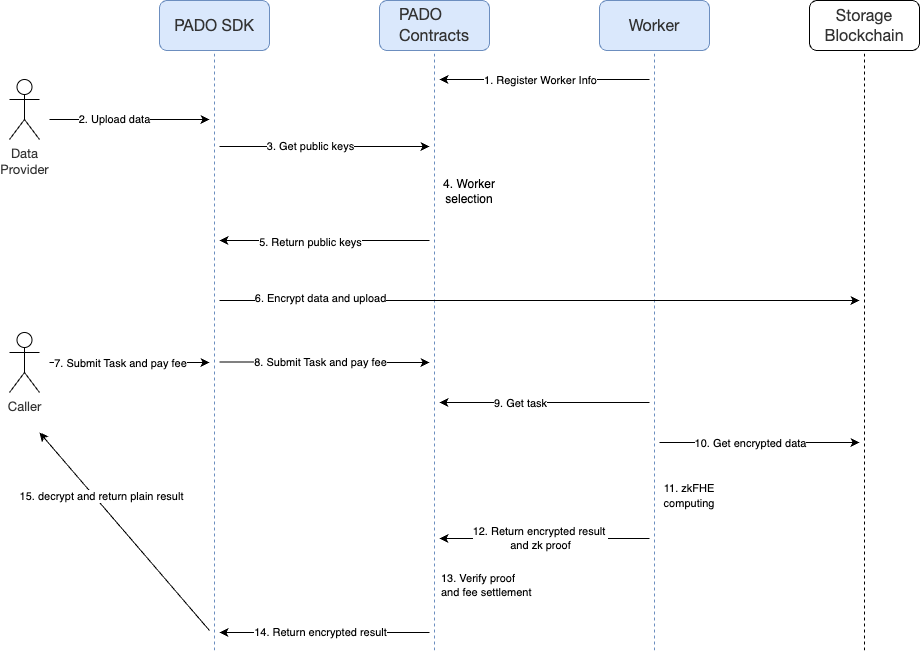 PADO SDK
PADO
Contracts
Worker
Storage
Blockchain
1. Register Worker Info
2. Upload data
Data
Provider
3. Get public keys
4. Worker
selection
5. Return public keys
6. Encrypt data and upload
7. Submit Task and pay fee
8. Submit Task and pay fee
Caller
9. Get task
10. Get encrypted data
11. zkFHE
computing
15. decrypt and return plain result
12. Return encrypted result
and zk proof
13. Verify proof
and fee settlement
14. Return encrypted result